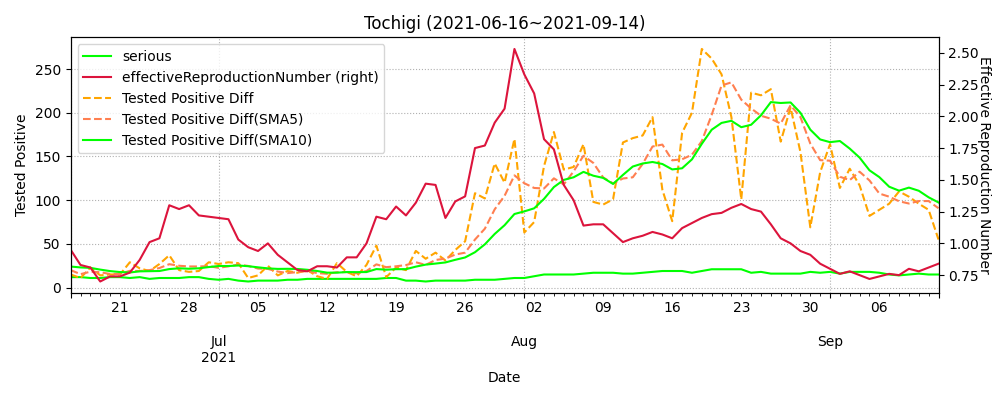 Tochigi (2021-06-16~2021-09-14)
serious
effectiveReproductionNumber (right)
Tested Positive Diff
Tested Positive Diff(SMA5)
Tested Positive Diff(SMA10)
Tested Positive
250
200
150
100
50
0
2.50
2.25
2.00
1.75
1.50
1.25
1.00
0.75
Effective Reproduction Number
21 28 05 12 19 26 02 09 16 23 30 06
Jul Aug Sep
2021
Date